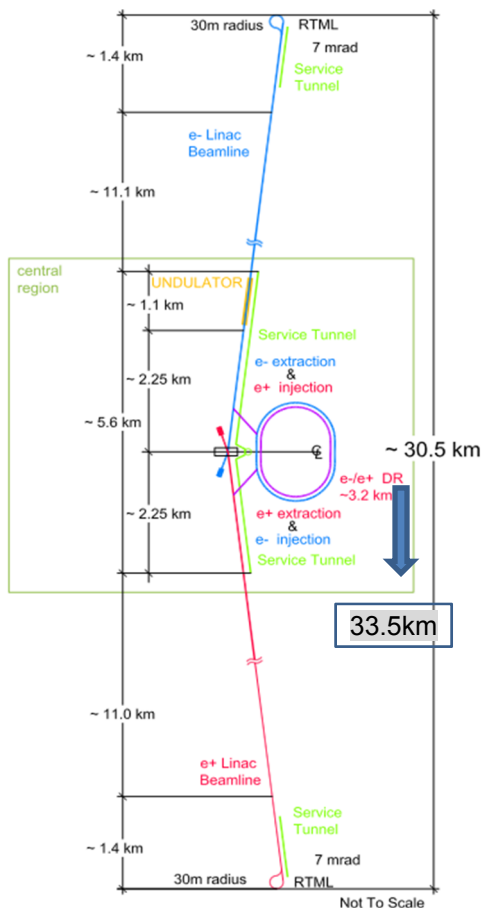 30m radius
RTML
~ 1.4 km
7 mrad
Service
Tunnel
e- Linac
Beamline
~ 11.1 km
central
region
UNDULATOR
~ 1.1 km
Service Tunnel
e- extraction
&
e+ injection
~ 2.25 km
~ 5.6 km
~ 30.5 km
e-/e+ DR
~3.2 km
~ 2.25 km
e+ extraction
&
e- injection
Service Tunnel
33.5km
~ 11.0 km
e+ Linac
Beamline
Service
Tunnel
~ 1.4 km
7 mrad
30m radius
RTML
Not To Scale